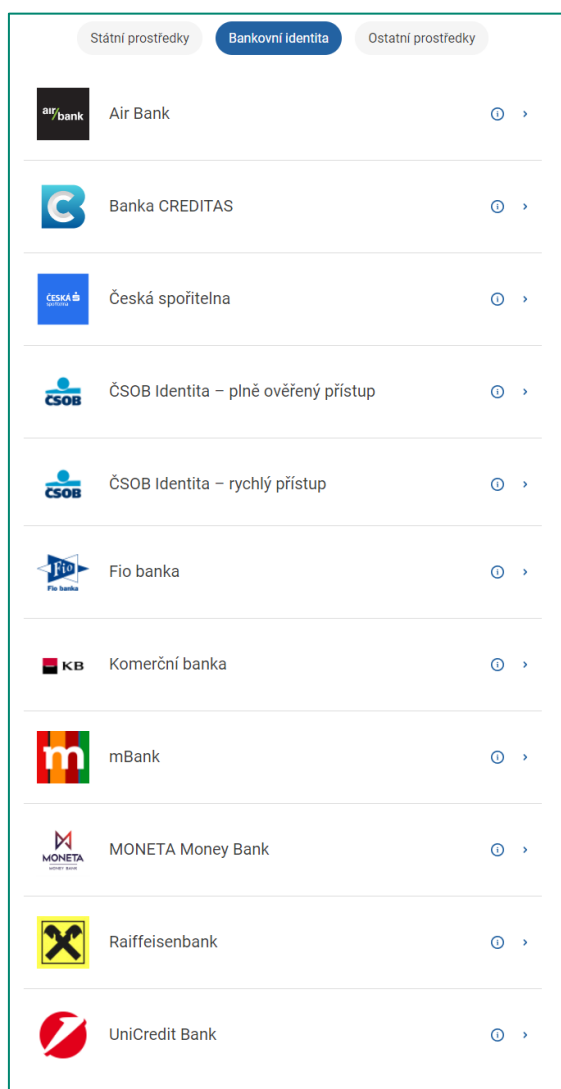 Státní prostředky Bankovní identita Ostatní prostředky
air bank Air Bank
Banka CREDITAS
ČESKÁ spořitelna Česká spořitelna
ČSOB ČSOB Identita – plně ověřený přístup
ČSOB ČSOB Identita – rychlý přístup
Fio Fio banka Fio banka
KB Komerční banka
m mBank
MONETA MONEY BANK MONETA Money Bank
Raiffeisenbank
UniCredit Bank